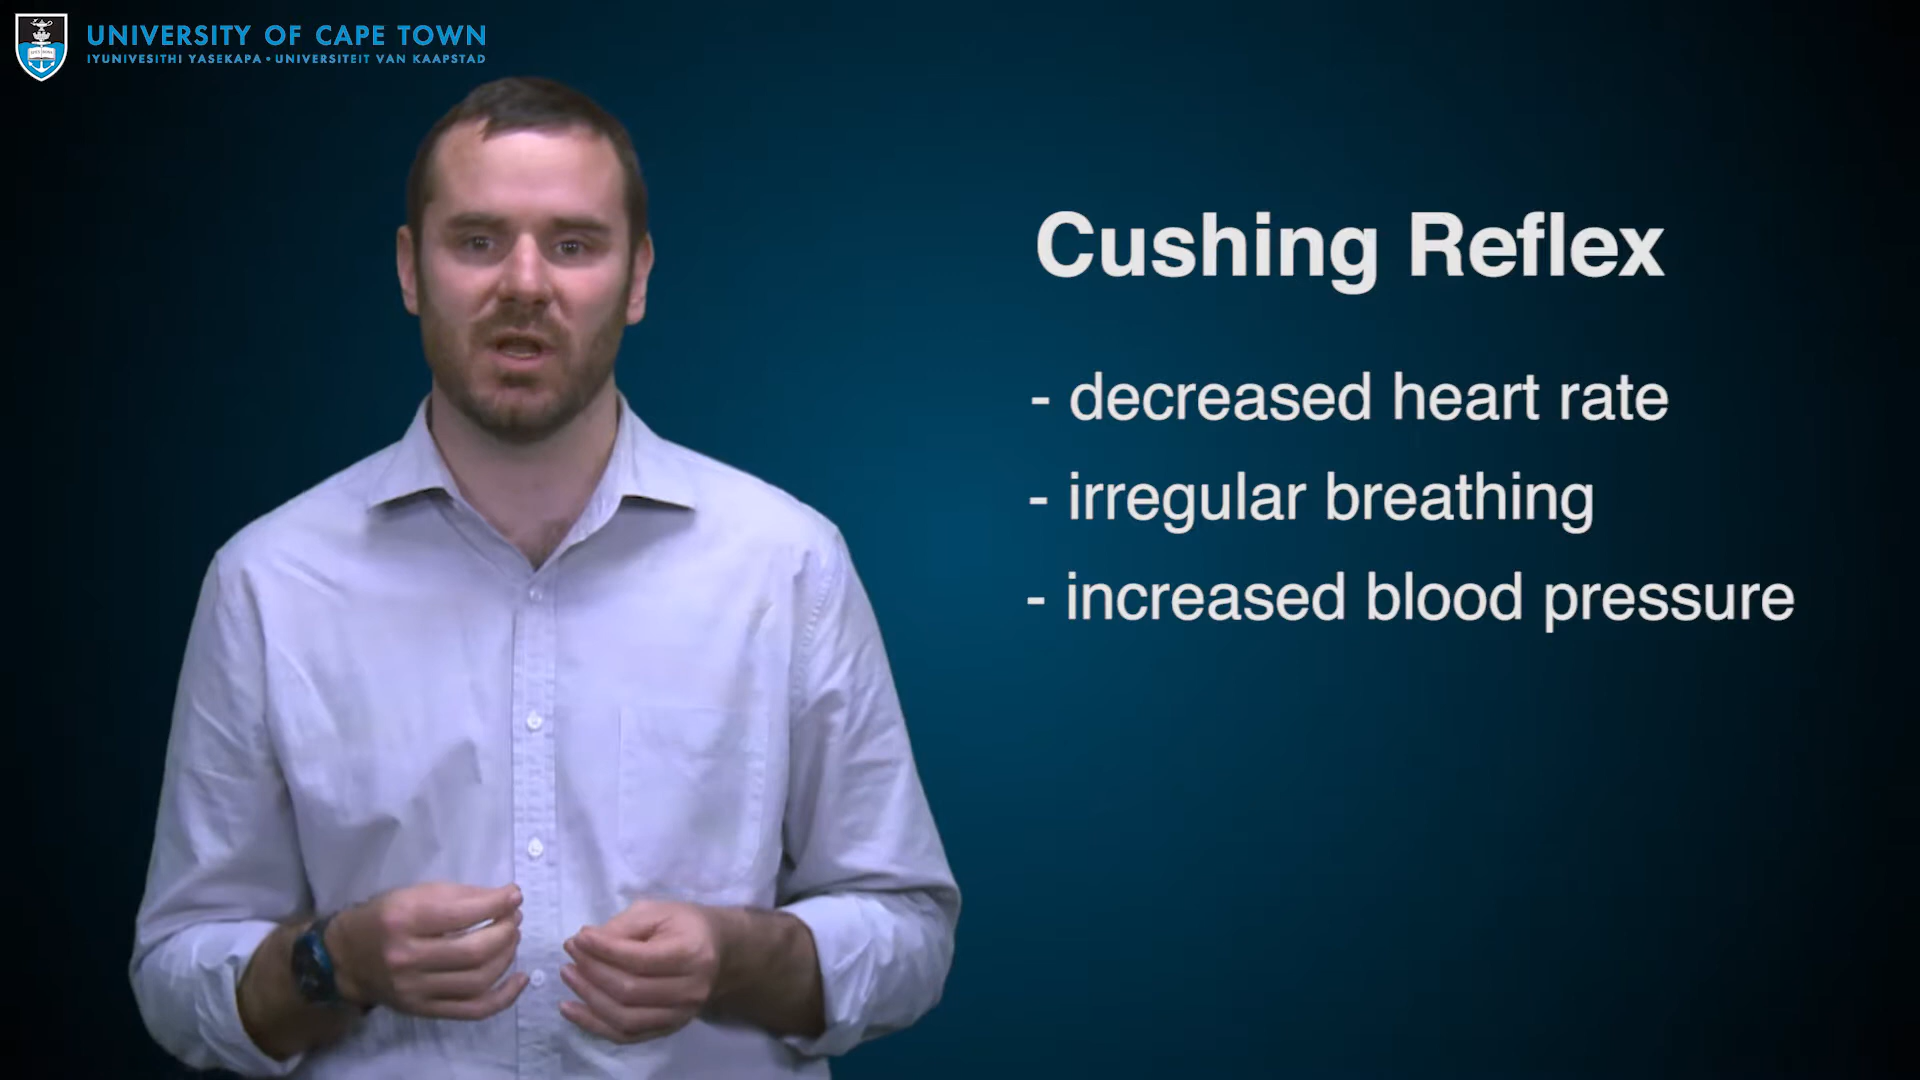 UNIVERSITY OF CAPE TOWN
IYUNIVESITHI YASEKAPA • UNIVERSITEIT VAN KAAPSTAD
Cushing Reflex
- decreased heart rate
- irregular breathing
- increased blood pressure